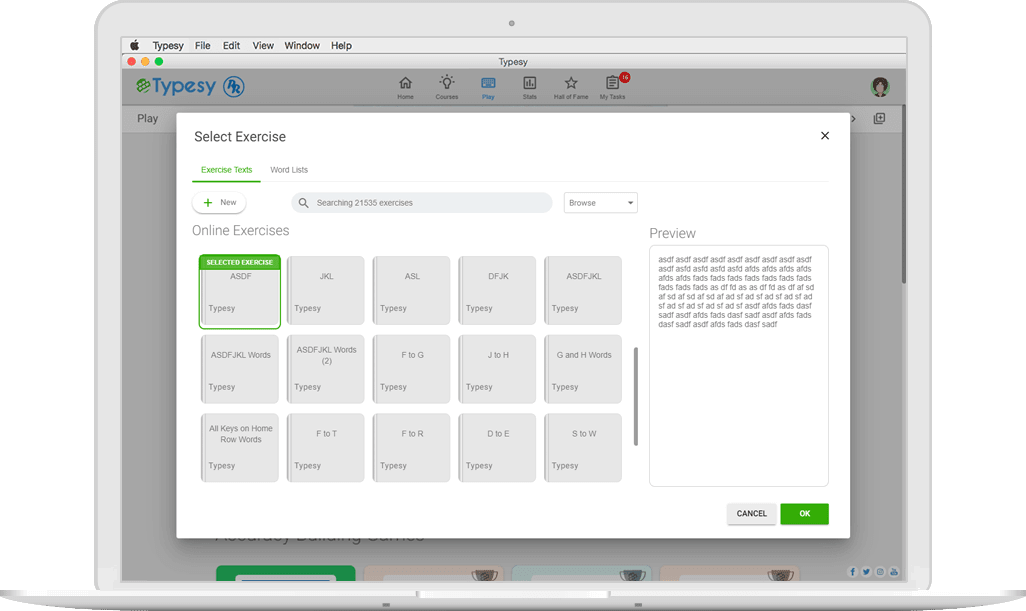 Typesy File Edit View Window Help
Typesy
Typesy
Home Courses Play Stats Hall of Fame My Tasks 16
Play
Select Exercise
Exercise Texts Word Lists
New
Searching 21535 exercises
Browse
Online Exercises
SELECTED EXERCISE
ASDF
Typesy
JKL
Typesy
ASL
Typesy
DFJK
Typesy
ASDFJKL
Typesy
ASDFJKL Words
Typesy
ASDFJKL Words
(2)
Typesy
F to G
Typesy
J to H
Typesy
G and H Words
Typesy
All Keys on Home
Row Words
Typesy
F to T
Typesy
F to R
Typesy
D to E
Typesy
S to W
Typesy
Preview
asdf asdf asdf asdf asdf asdf asdf asdf asdf
asdf asfd asfd asfd asfd afds afds afds afds
afds afds fads fads fads fads fads fads fads
fads fads fads as df fd as as df fd as df af sd
af sd af sd af sd af ad sf ad sf ad sf ad sf ad
sf ad sf ad sf ad sf ad sf asdf afds fads dasf
sadf asdf afds fads dasf sadf asdf afds fads
dasf sadf asdf afds fads dasf sadf
CANCEL OK
Accuracy Building Games